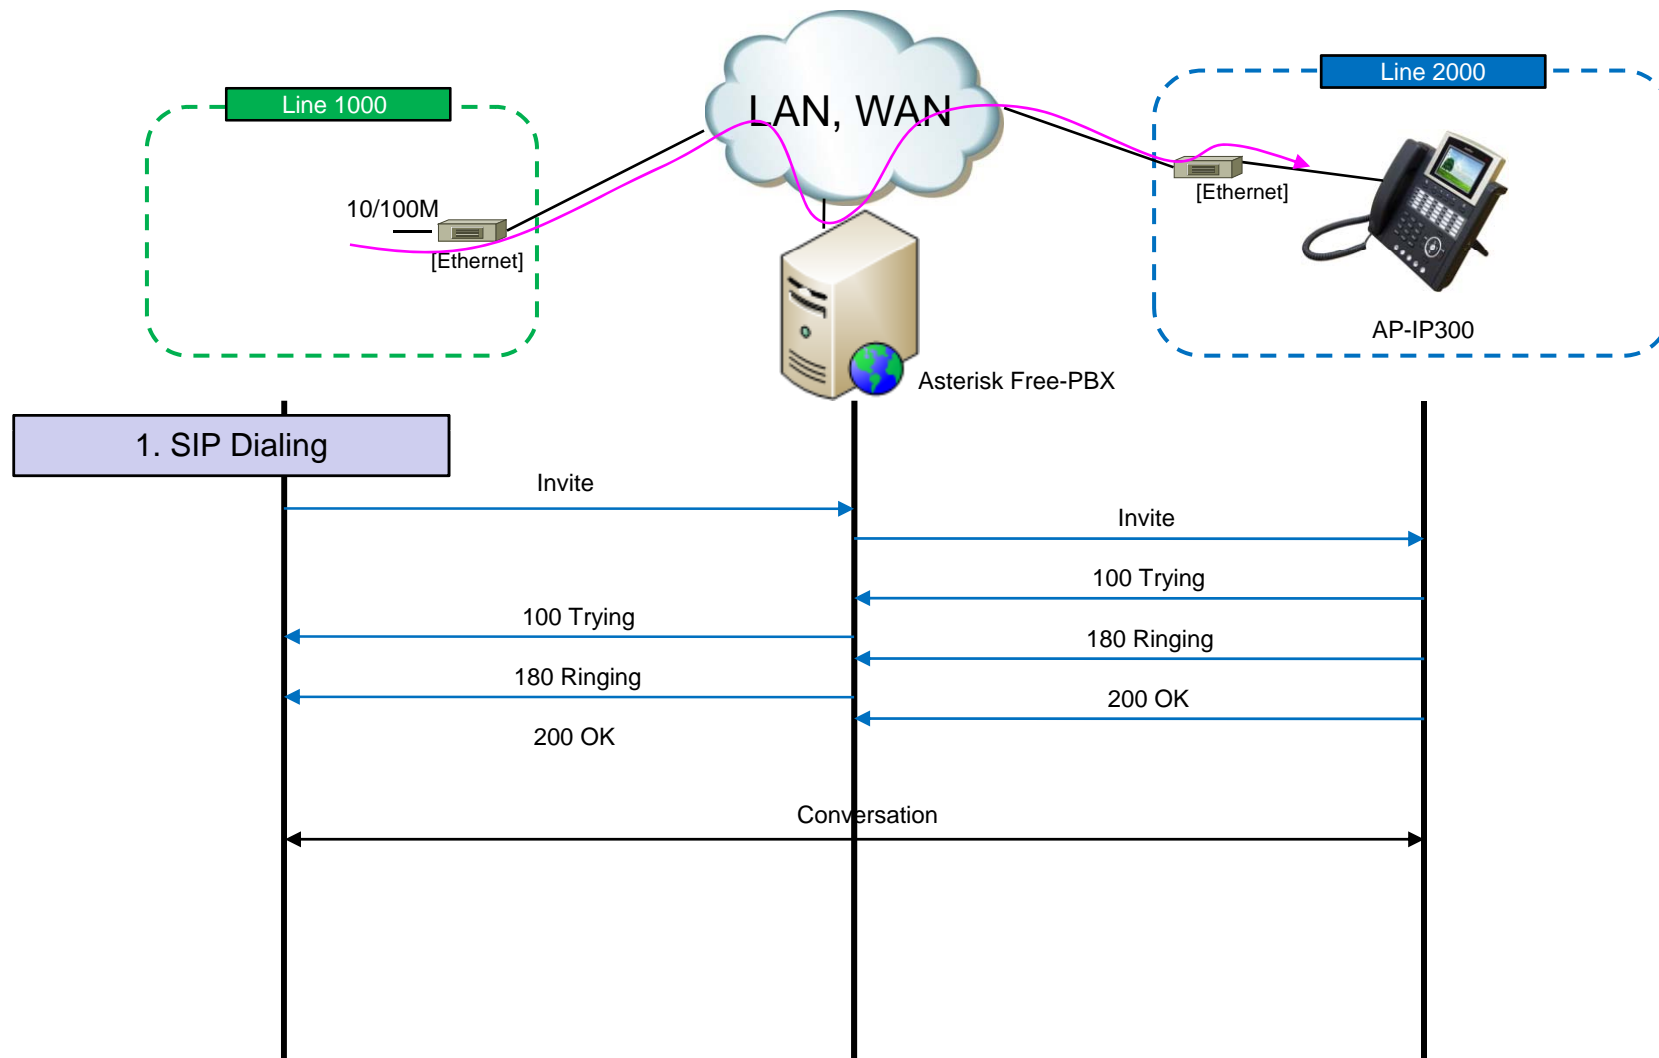 Line 1000
LAN, WAN
Line 2000
10/100M
[Ethernet]
[Ethernet]
AP-IP300
Asterisk Free-PBX
1. SIP Dialing
Invite
Invite
100 Trying
100 Trying
180 Ringing
180 Ringing
200 OK
200 OK
Conversation